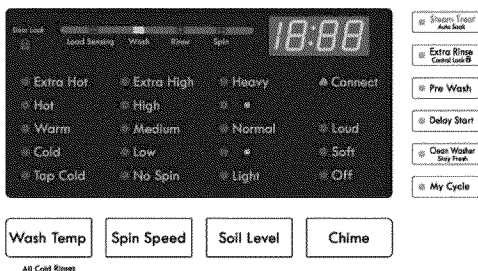 Door Lock
Load Sensing Wash Rinse Spin
18:88
Extra Hot Extra High Heavy Connect
Hot High
Warm Medium Normal Loud
Cold Low Soft
Tap Cold No Spin Light Off
Steam Treat
Auto Soak
Extra Rinse
Control Lock
Pre Wash
Delay Start
Clean Washer
Stay Fresh
My Cycle
Wash Temp Spin Speed Soil Level Chime
All Cold Rinses